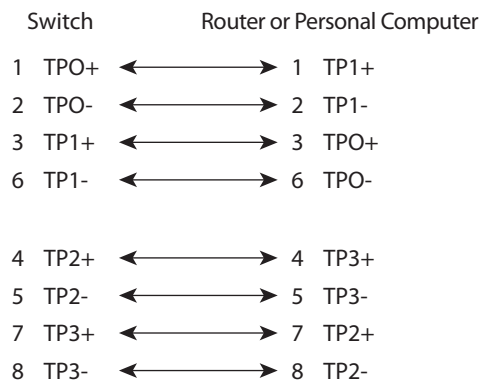 Switch Router or Personal Computer
1 TPO+ 1 TP1+
2 TPO- 2 TP1-
3 TP1+ 3 TPO+
6 TP1- 6 TPO-
4 TP2+ 4 TP3+
5 TP2- 5 TP3-
7 TP3+ 7 TP2+
8 TP3- 8 TP2-